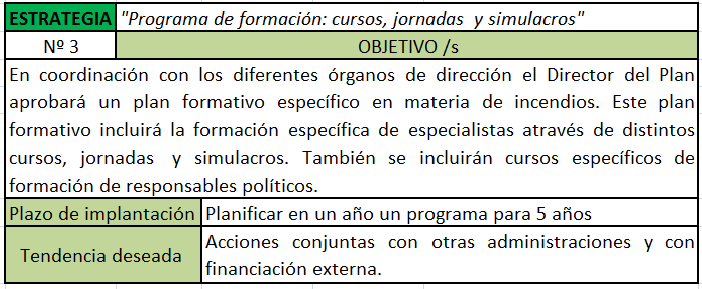 ESTRATEGIA "Programa de formación: cursos, jornadas y simulacros"
Nº 3 OBJETIVO /s
En coordinación con los diferentes órganos de dirección el Director del Plan
aprobará un plan formativo específico en materia de incendios. Este plan
formativo incluirá la formación específica de especialistas através de distintos
cursos, jornadas y simulacros. También se incluirán cursos específicos de
formación de responsables políticos.
Plazo de implantación Planificar en un año un programa para 5 años
Tendencia deseada Acciones conjuntas con otras administraciones y con
financiación externa.